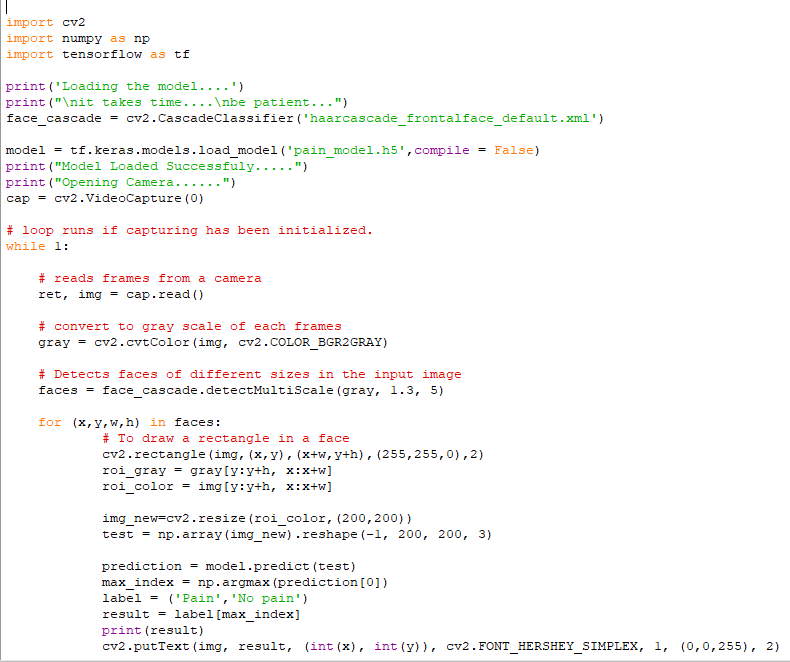 import cv2
import numpy as np
import tensorflow as tf
print('Loading the model....')
print("\nit takes time....\nbe patient...")
face_cascade = cv2.CascadeClassifier('haarcascade_frontalface_default.xml')
model = tf.keras.models.load_model('pain_model.h5',compile = False)
print("Model Loaded Successfuly.....")
print("Opening Camera......")
cap = cv2.VideoCapture(0)
# loop runs if capturing has been initialized.
while 1:
    # reads frames from a camera
    ret, img = cap.read()
    # convert to gray scale of each frames
    gray = cv2.cvtColor(img, cv2.COLOR_BGR2GRAY)
    # Detects faces of different sizes in the input image
    faces = face_cascade.detectMultiScale(gray, 1.3, 5)
    for (x,y,w,h) in faces:
            # To draw a rectangle in a face
            cv2.rectangle(img,(x,y),(x+w,y+h),(255,255,0),2)
            roi_gray = gray[y:y+h, x:x+w]
            roi_color = img[y:y+h, x:x+w]
            img_new=cv2.resize(roi_color,(200,200))
            test = np.array(img_new).reshape(-1, 200, 200, 3)
            prediction = model.predict(test)
            max_index = np.argmax(prediction[0])
            label = ('Pain','No pain')
            result = label[max_index]
            print(result)
            cv2.putText(img, result, (int(x), int(y)), cv2.FONT_HERSHEY_SIMPLEX, 1, (0,0,255), 2)